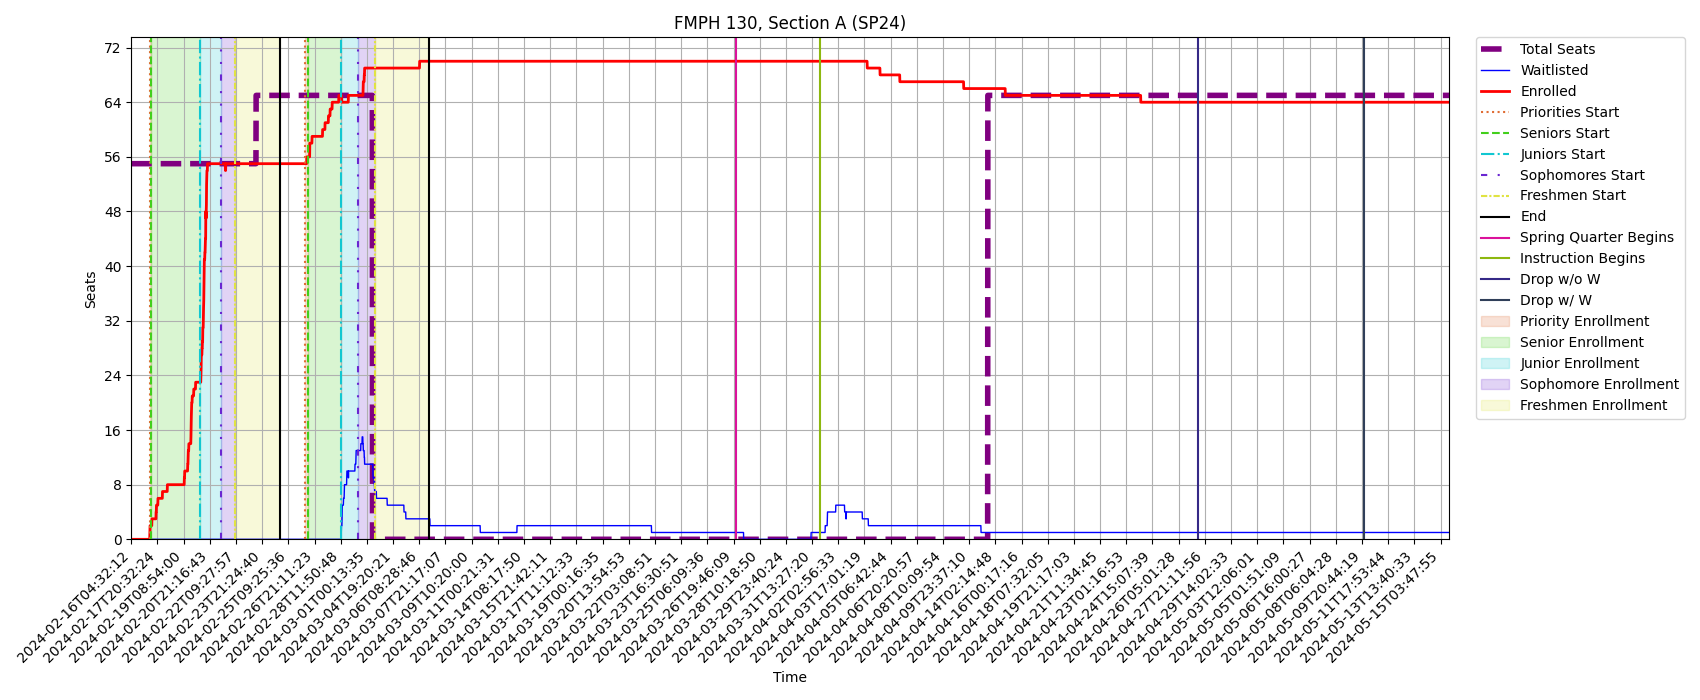 FMPH 130, Section A (SP24)
72
64
56
48
40
32
24
16
8
0
Seats
2024-02-16T04:32:12
2024-02-17T20:32:24
2024-02-19T08:54:00
2024-02-20T21:16:43
2024-02-22T09:27:57
2024-02-23T21:24:40
2024-02-25T09:25:36
2024-02-26T21:11:23
2024-02-28T11:50:48
2024-03-01T00:13:35
2024-03-04T19:20:21
2024-03-06T08:28:46
2024-03-07T21:17:07
2024-03-09T10:20:00
2024-03-11T00:21:31
2024-03-14T08:17:50
2024-03-15T21:42:11
2024-03-17T11:12:33
2024-03-19T00:16:35
2024-03-20T13:54:53
2024-03-22T03:08:51
2024-03-23T16:30:51
2024-03-25T06:09:36
2024-03-26T19:46:09
2024-03-28T10:18:50
2024-03-29T23:40:24
2024-03-31T13:27:20
2024-04-02T02:56:33
2024-04-03T17:01:19
2024-04-05T06:42:44
2024-04-06T20:57
2024-04-08T10:09:54
2024-04-09T23:37:10
2024-04-14T02:14:48
2024-04-16T00:17:16
2024-04-18T07:32:05
2024-04-19T21:17:03
2024-04-21T11:34:45
2024-04-23T01:16:53
2024-04-24T15:07:39
2024-04-26T05:01:28
2024-04-27T21:11:56
2024-04-29T14:02:33
2024-05-03T01:51:09
2024-05-06T16:00:27
2024-05-08T06:04:28
2024-05-09T20:44:19
2024-05-11T17:53:44
2024-05-13T13:40:33
2024-05-15T03:47:55
Time
Total Seats
Waitlisted
Enrolled
Priorities Start
Seniors Start
Juniors Start
Sophomores Start
Freshmen Start
End
Spring Quarter Begins
Instruction Begins
Drop w/o W
Drop w/ W
Priority Enrollment
Senior Enrollment
Junior Enrollment
Sophomore Enrollment
Freshmen Enrollment